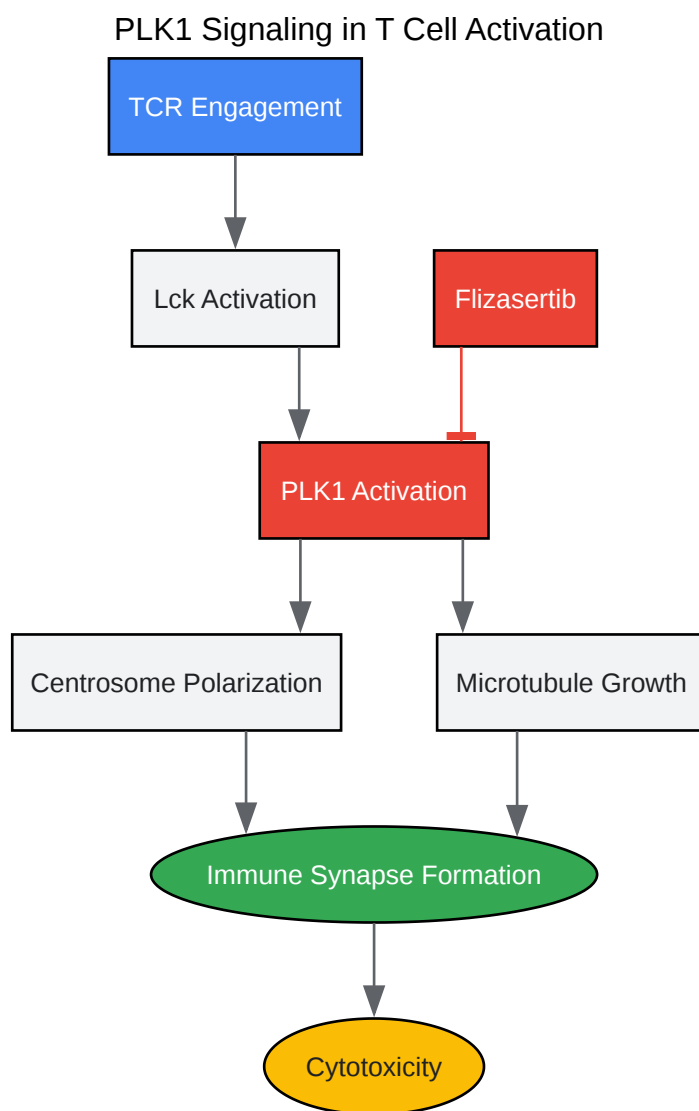 PLK1 Signaling in T Cell Activation
TCR Engagement
Lck Activation
Flizasertib
PLK1 Activation
Centrosome Polarization
Microtubule Growth
Immune Synapse Formation
Cytotoxicity